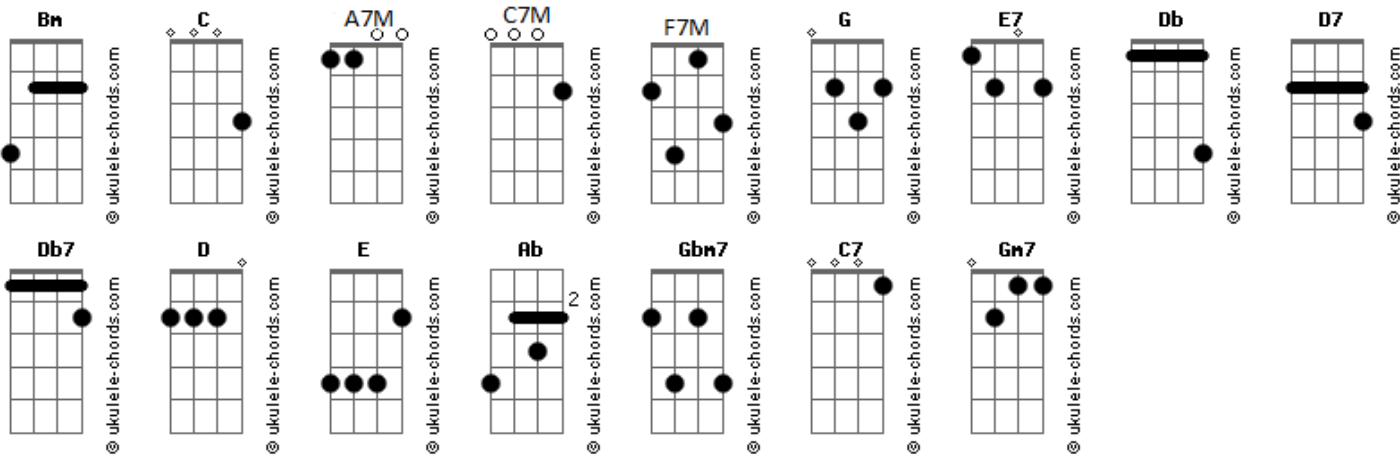 Bm C A7M C7M F7M G E7 Db D7
© ukulele-chords.com © ukulele-chords.com © ukulele-chords.com © ukulele-chords.com © ukulele-chords.com © ukulele-chords.com © ukulele-chords.com © ukulele-chords.com © ukulele-chords.com
Db7 D E Ab Gbm7 C7 Gm7
2
© ukulele-chords.com © ukulele-chords.com © ukulele-chords.com © ukulele-chords.com © ukulele-chords.com © ukulele-chords.com © ukulele-chords.com